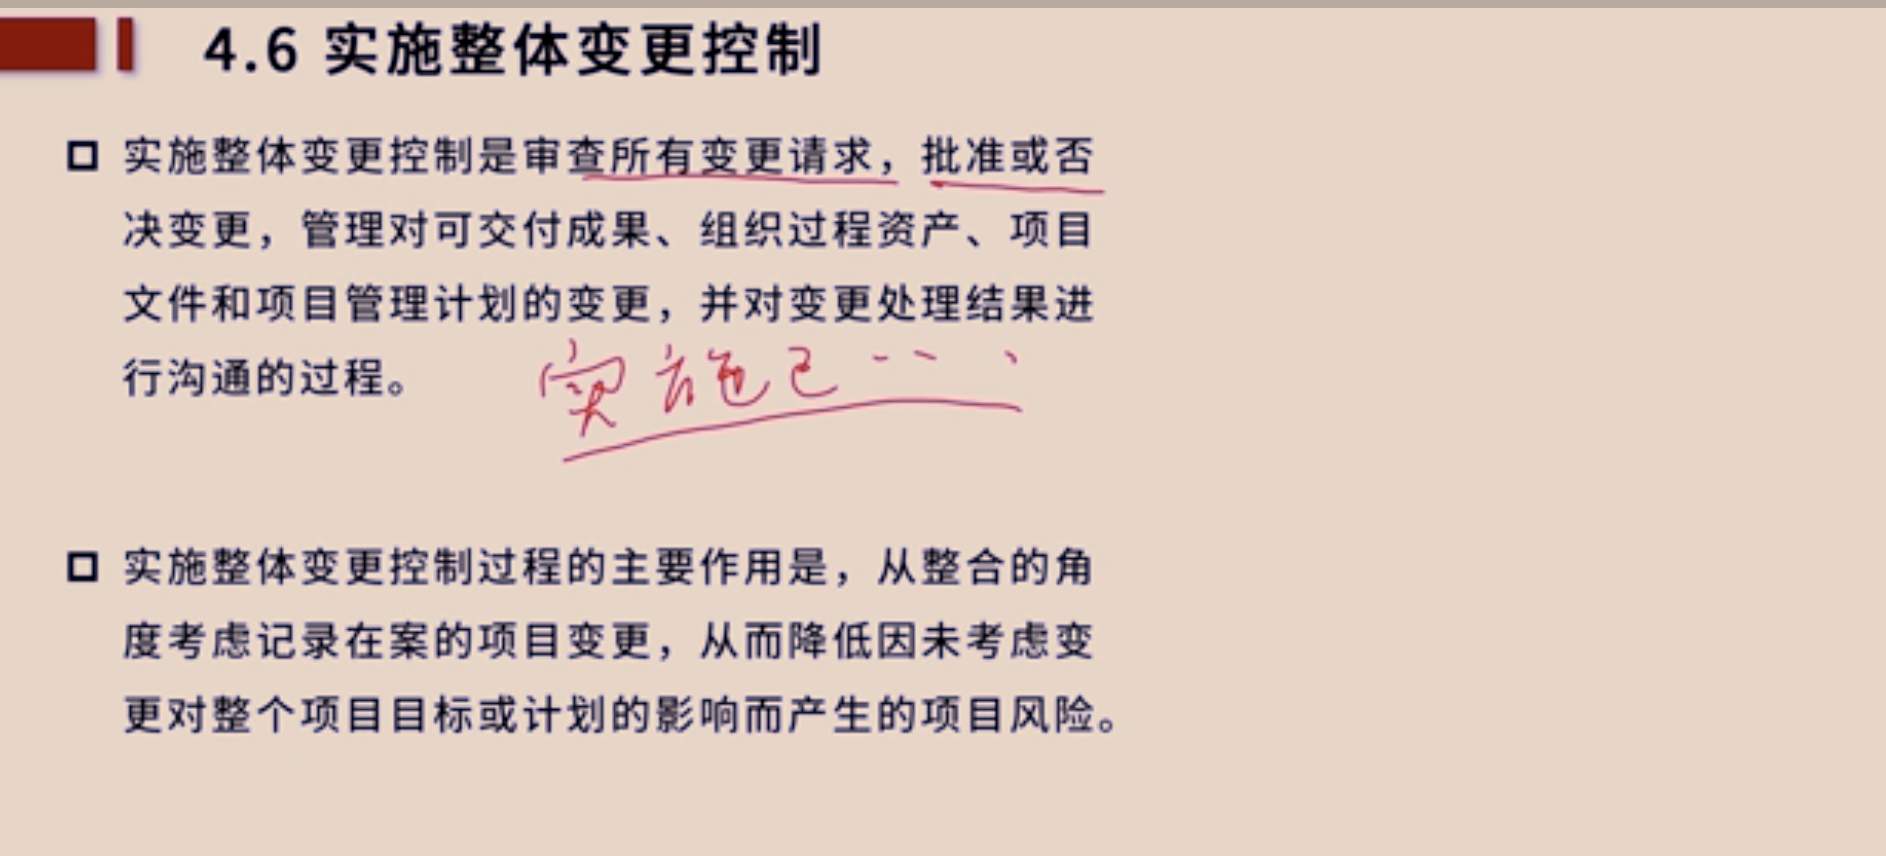 4.6 实施整体变更控制
实施整体变更控制是审查所有变更请求，批准或否
决变更，管理对可交付成果、组织过程资产、项目
文件和项目管理计划的变更，并对变更处理结果进
行沟通的过程。
实施已
实施整体变更控制过程的主要作用是，从整合的角
度考虑记录在案的项目变更，从而降低因未考虑变
更对整个项目目标或计划的影响而产生的项目风险。